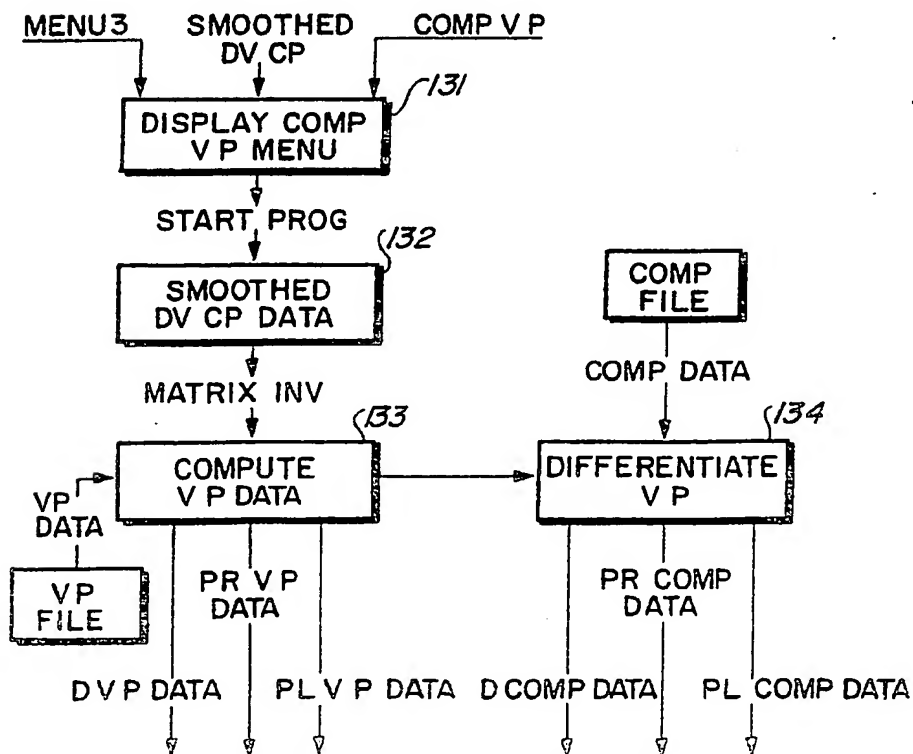 MENU3
SMOOTHED
DV CP
COMP V P
131
DISPLAY COMP
V P MENU
START PROG
132
SMOOTHED
DV CP DATA
COMP
FILE
MATRIX INV
COMP DATA
133
134
COMPUTE
V P DATA
DIFFERENTIATE
V P
VP
DATA
V P
FILE
PR V P
DATA
PR COMP
DATA
D V P DATA
PL V P DATA
D COMP DATA
PL COMP DATA